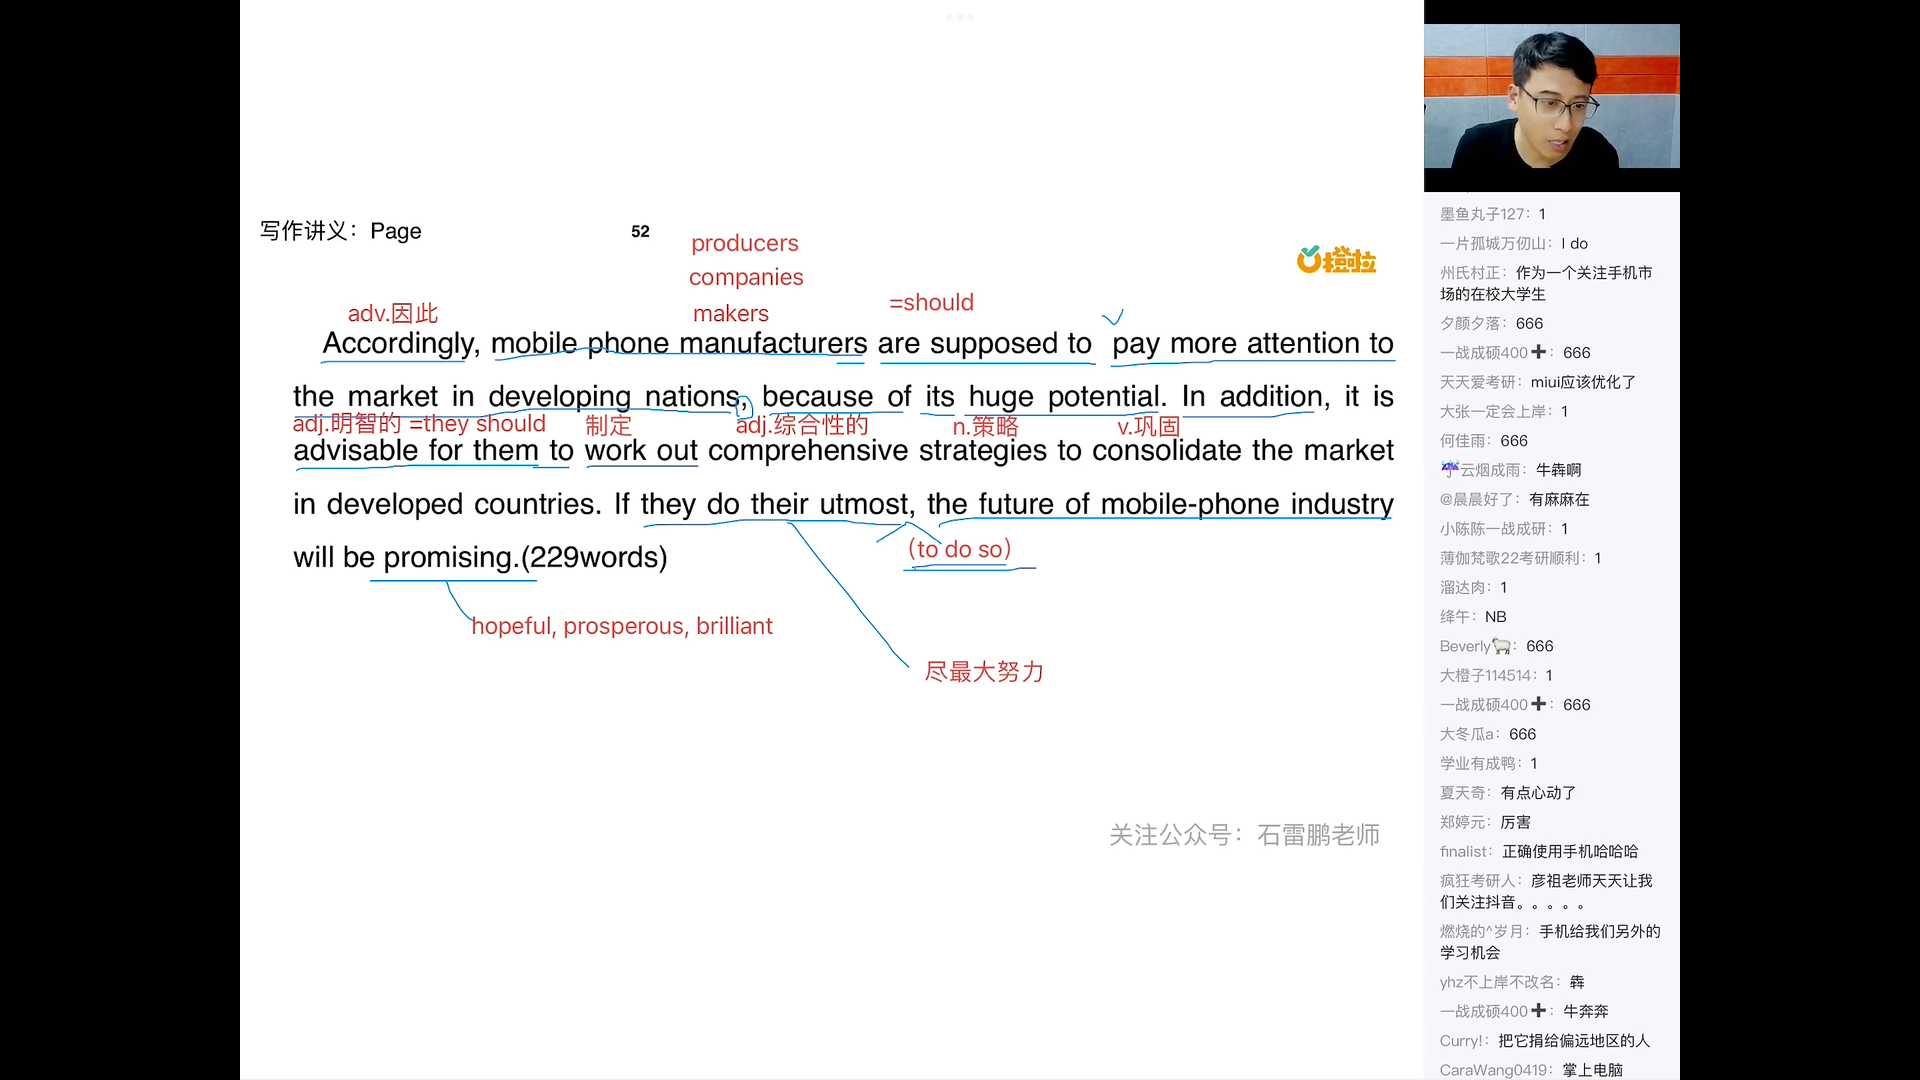 写作讲义：Page 52
橙啦
producers
companies
makers
=should
adv.因此
Accordingly, mobile phone manufacturers are supposed to pay more attention to
the market in developing nations, because of its huge potential. In addition, it is
adj.明智的 =they should 制定 adj.综合性的 n.策略 v.巩固
advisable for them to work out comprehensive strategies to consolidate the market
in developed countries. If they do their utmost, the future of mobile-phone industry
(to do so)
will be promising.(229words)
hopeful, prosperous, brilliant
尽最大努力
关注公众号：石雷鹏老师
墨鱼丸子127：1
一片孤城万仞山：I do
州氏村正：作为一个关注手机市
场的在校大学生
夕颜夕落：666
一战成硕400➕：666
天天爱考研：miui应该优化了
大张一定会上岸：1
何佳雨：666
☔云烟成雨：牛犇啊
@晨晨好了：有麻麻在
小陈陈一战成研：1
薄伽梵歌22考研顺利：1
溜达肉：1
绛午：NB
Beverly🐑：666
大橙子114514：1
一战成硕400➕：666
大冬瓜a：666
学业有成鸭：1
夏天奇：有点心动了
郑婷元：厉害
finalist：正确使用手机哈哈哈
疯狂考研人：彦祖老师天天让我
们关注抖音。。。。。
燃烧的^岁月：手机给我们另外的
学习机会
yhz不上岸不改名：犇
一战成硕400➕：牛奔奔
Curry!：把它捐给偏远地区的人
CaraWang0419：掌上电脑